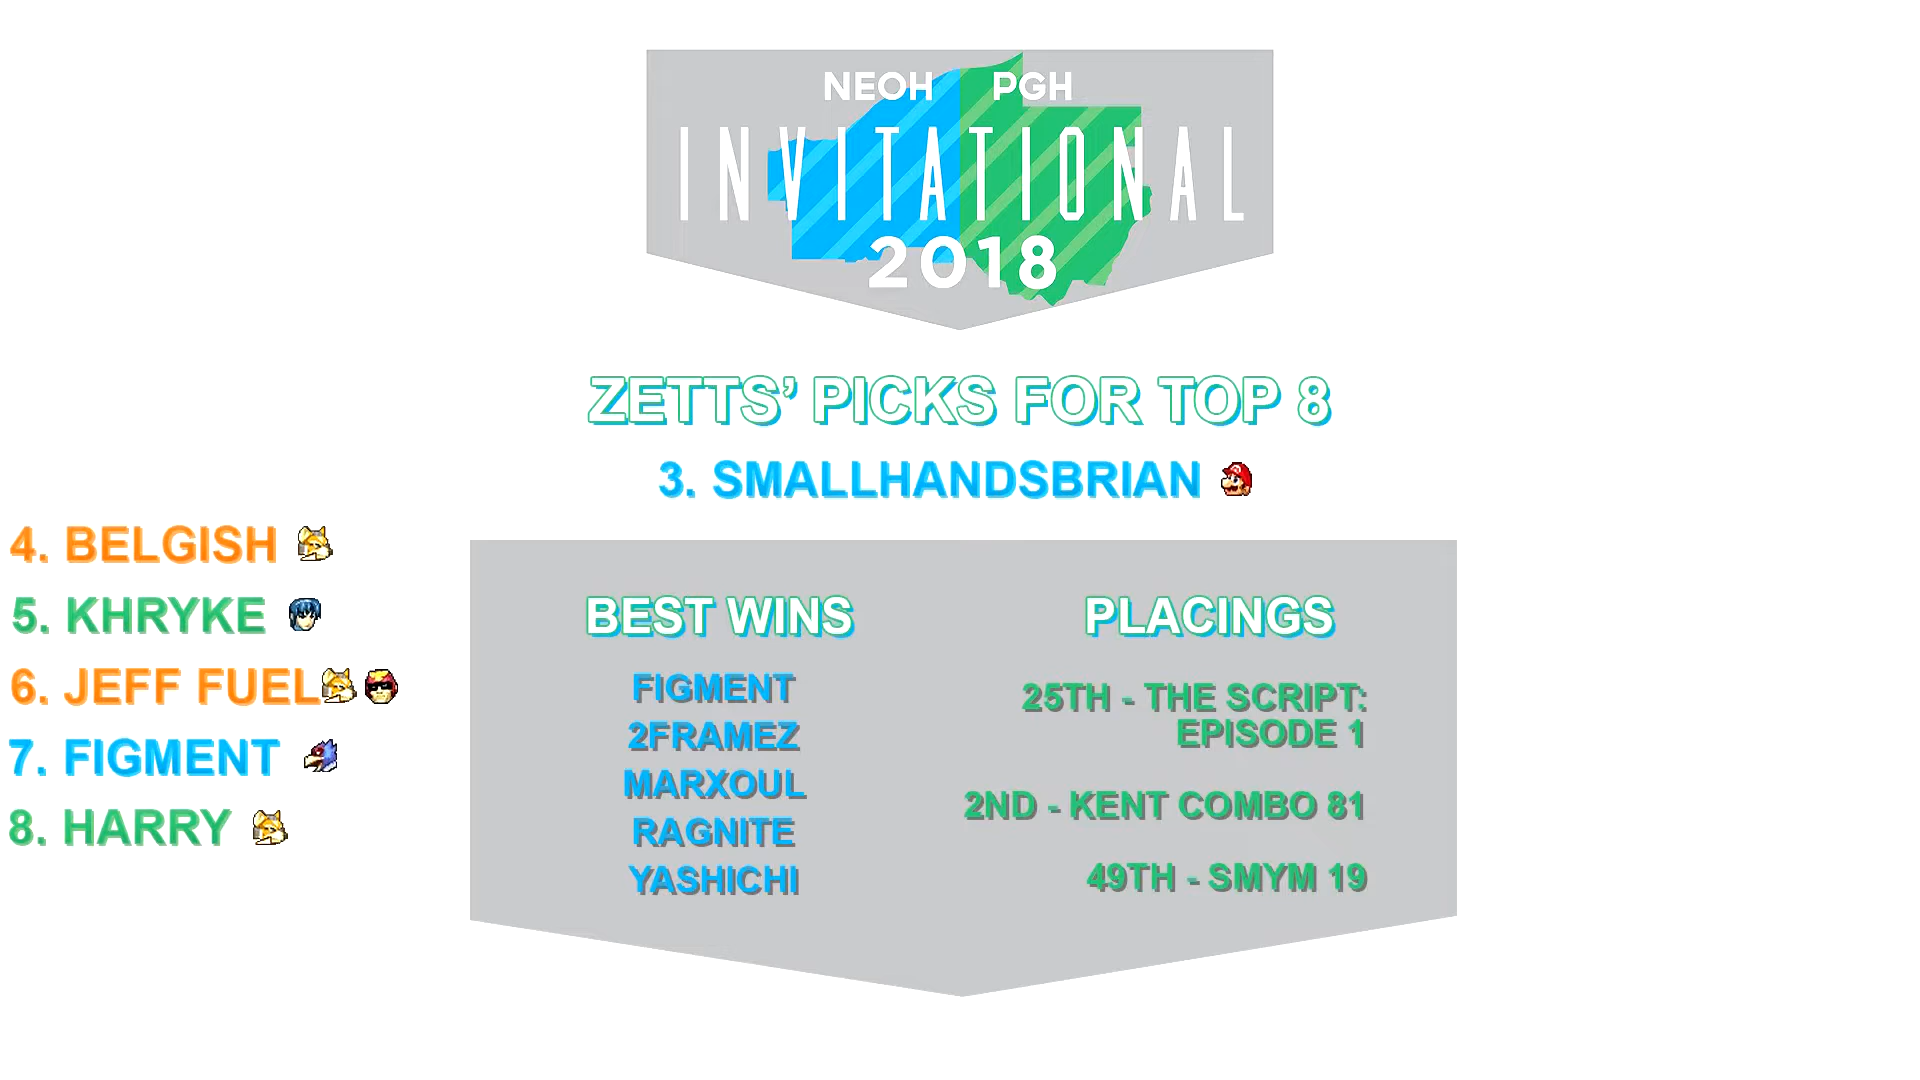 NEOH PGH
INVITATIONAL
2018
ZETTS’ PICKS FOR TOP 8
3. SMALLHANDSBRIAN
4. BELGISH
5. KHRYKE
6. JEFF FUEL
7. FIGMENT
8. HARRY
BEST WINS
FIGMENT
2FRAMEZ
MARXOUL
RAGNITE
YASHICHI
PLACINGS
25TH - THE SCRIPT:
EPISODE 1
2ND - KENT COMBO 81
49TH - SMYM 19